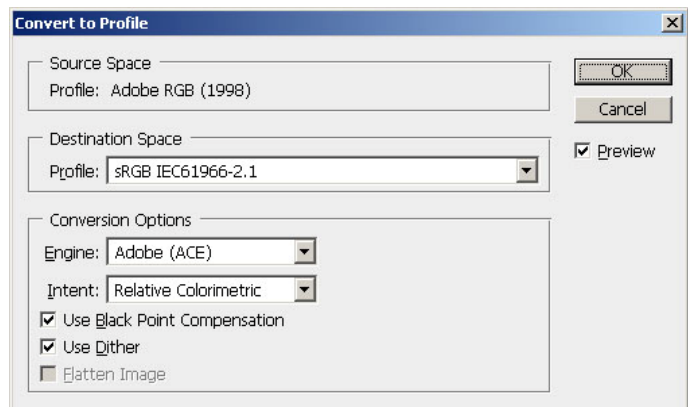 Convert to Profile
Source Space
Profile: Adobe RGB (1998)
OK
Cancel
Preview
Destination Space
Profile: sRGB IEC61966-2.1
Conversion Options
Engine: Adobe (ACE)
Intent: Relative Colorimetric
Use Black Point Compensation
Use Dither
Flatten Image